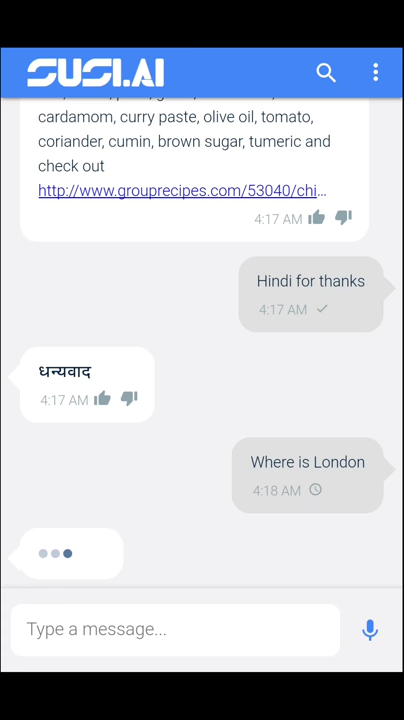 SUSI.AI
cardamom, curry paste, olive oil, tomato,
coriander, cumin, brown sugar, tumeric and
check out
http://www.grouprecipes.com/53040/chi...
4:17 AM
Hindi for thanks
4:17 AM
धन्यवाद
4:17 AM
Where is London
4:18 AM
Type a message...